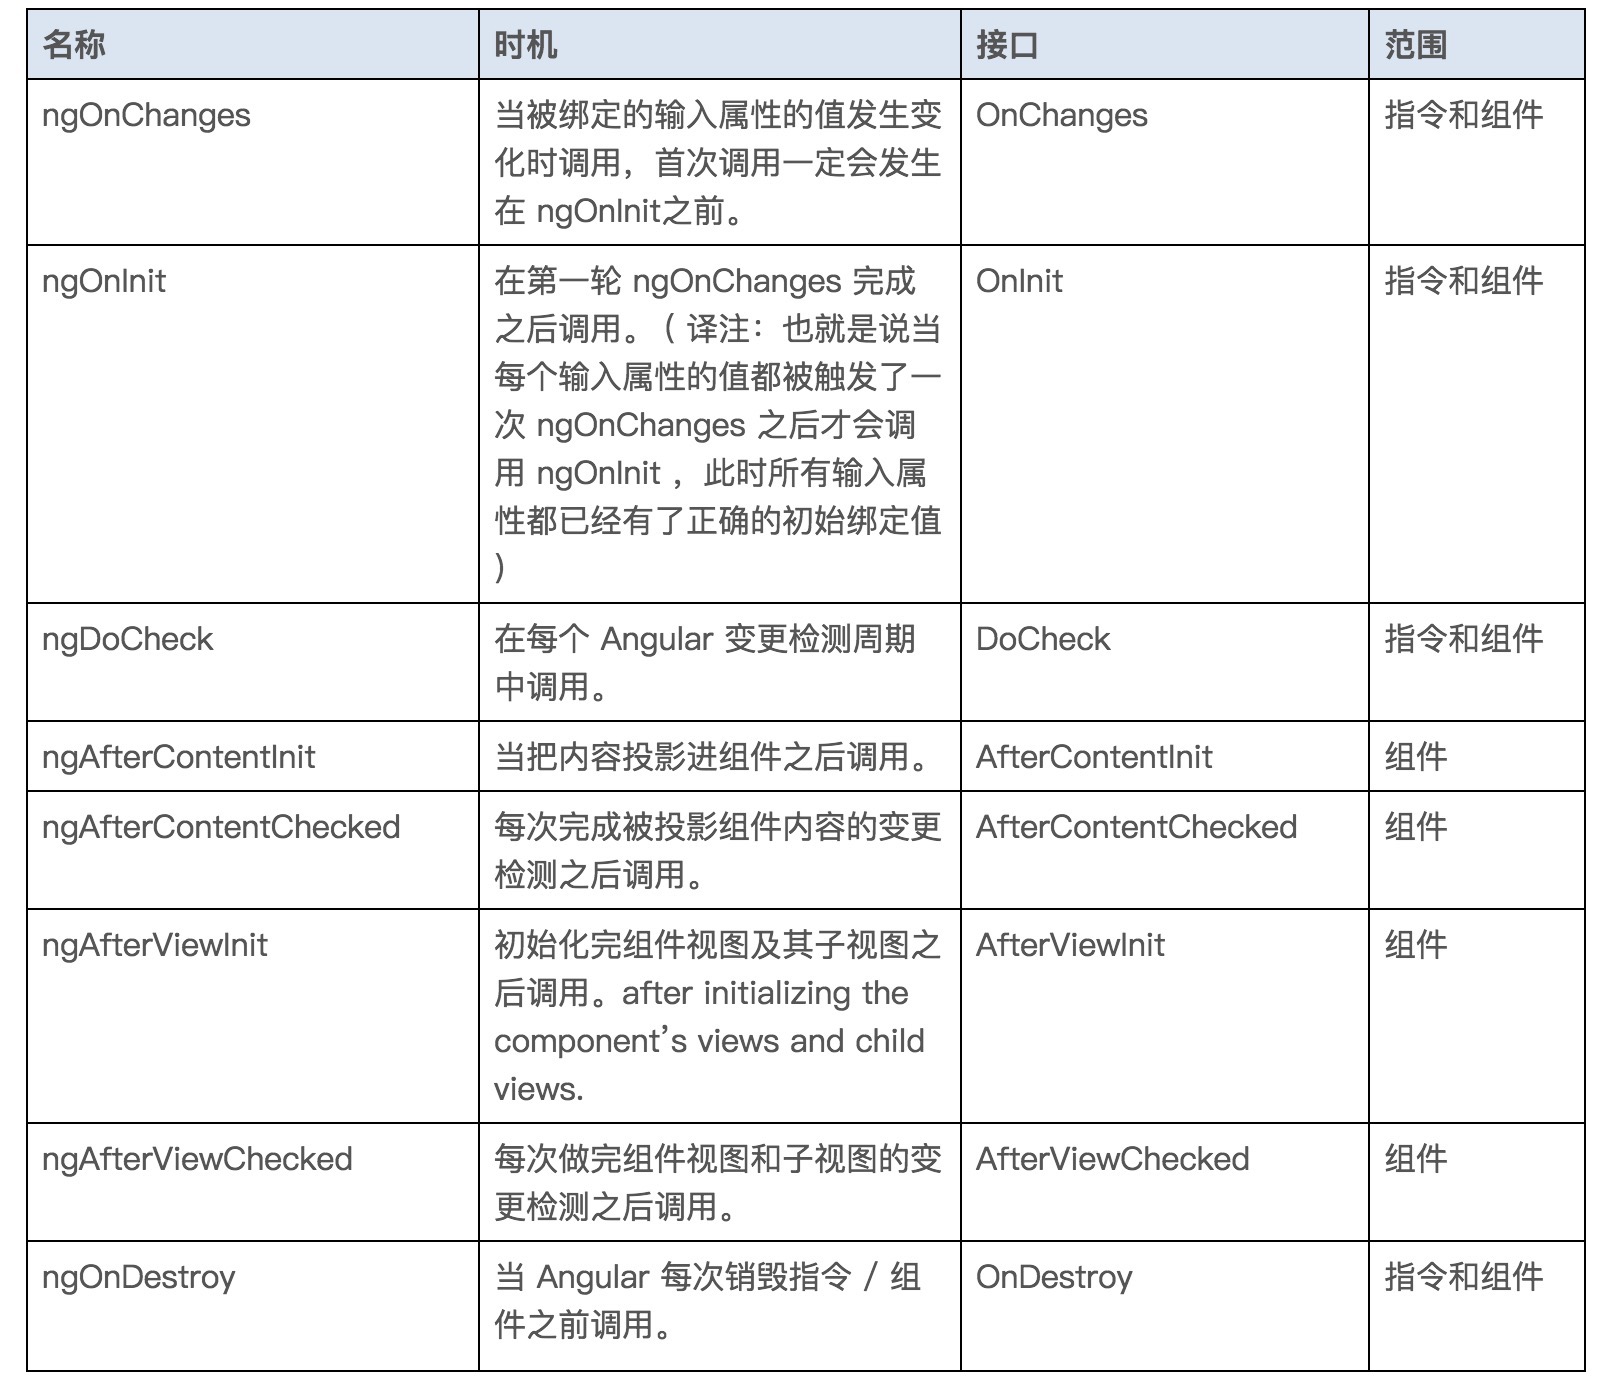 名称 时机 接口 范围
ngOnChanges 当被绑定的输入属性的值发生变 OnChanges 指令和组件
化时调用，首次调用一定会发生
在 ngOnInit之前。
ngOnInit 在第一轮 ngOnChanges 完成 OnInit 指令和组件
之后调用。（ 译注：也就是说当
每个输入属性的值都被触发了一
次 ngOnChanges 之后才会调
用 ngOnInit ，此时所有输入属
性都已经有了正确的初始绑定值
）
ngDoCheck 在每个 Angular 变更检测周期 DoCheck 指令和组件
中调用。
ngAfterContentInit 当把内容投影进组件之后调用。 AfterContentInit 组件
ngAfterContentChecked 每次完成被投影组件内容的变更 AfterContentChecked 组件
检测之后调用。
ngAfterViewInit 初始化完组件视图及其子视图之 AfterViewInit 组件
后调用。after initializing the
component’s views and child
views.
ngAfterViewChecked 每次做完组件视图和子视图的变 AfterViewChecked 组件
更检测之后调用。
ngOnDestroy 当 Angular 每次销毁指令 / 组 OnDestroy 指令和组件
件之前调用。